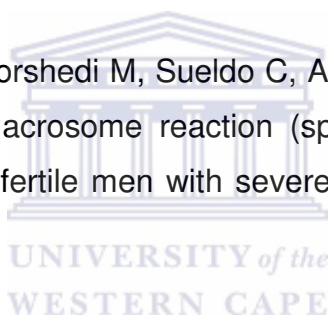 orshedi M, Sueldo C, A
acrosome reaction (sp
fertile men with severe
UNIVERSITY of the
WESTERN CAPE